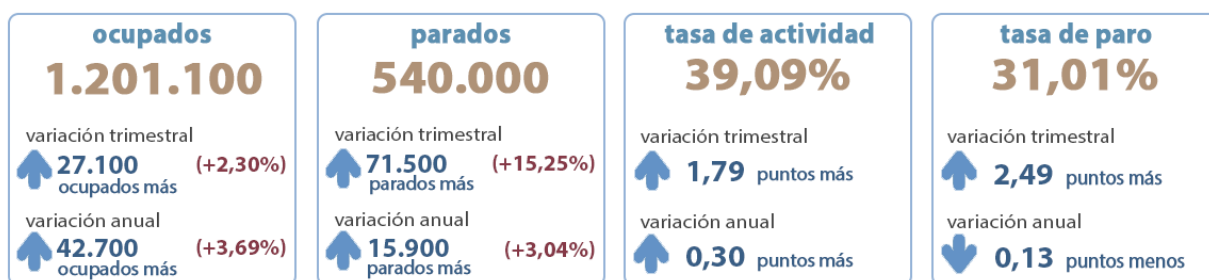 ocupados
1.201.100
variación trimestral
27.100 (+2,30%)
ocupados más
variación anual
42.700 (+3,69%)
ocupados más
parados
540.000
variación trimestral
71.500 (+15,25%)
parados más
variación anual
15.900 (+3,04%)
parados más
tasa de actividad
39,09%
variación trimestral
1,79 puntos más
variación anual
0,30 puntos más
tasa de paro
31,01%
variación trimestral
2,49 puntos más
variación anual
0,13 puntos menos